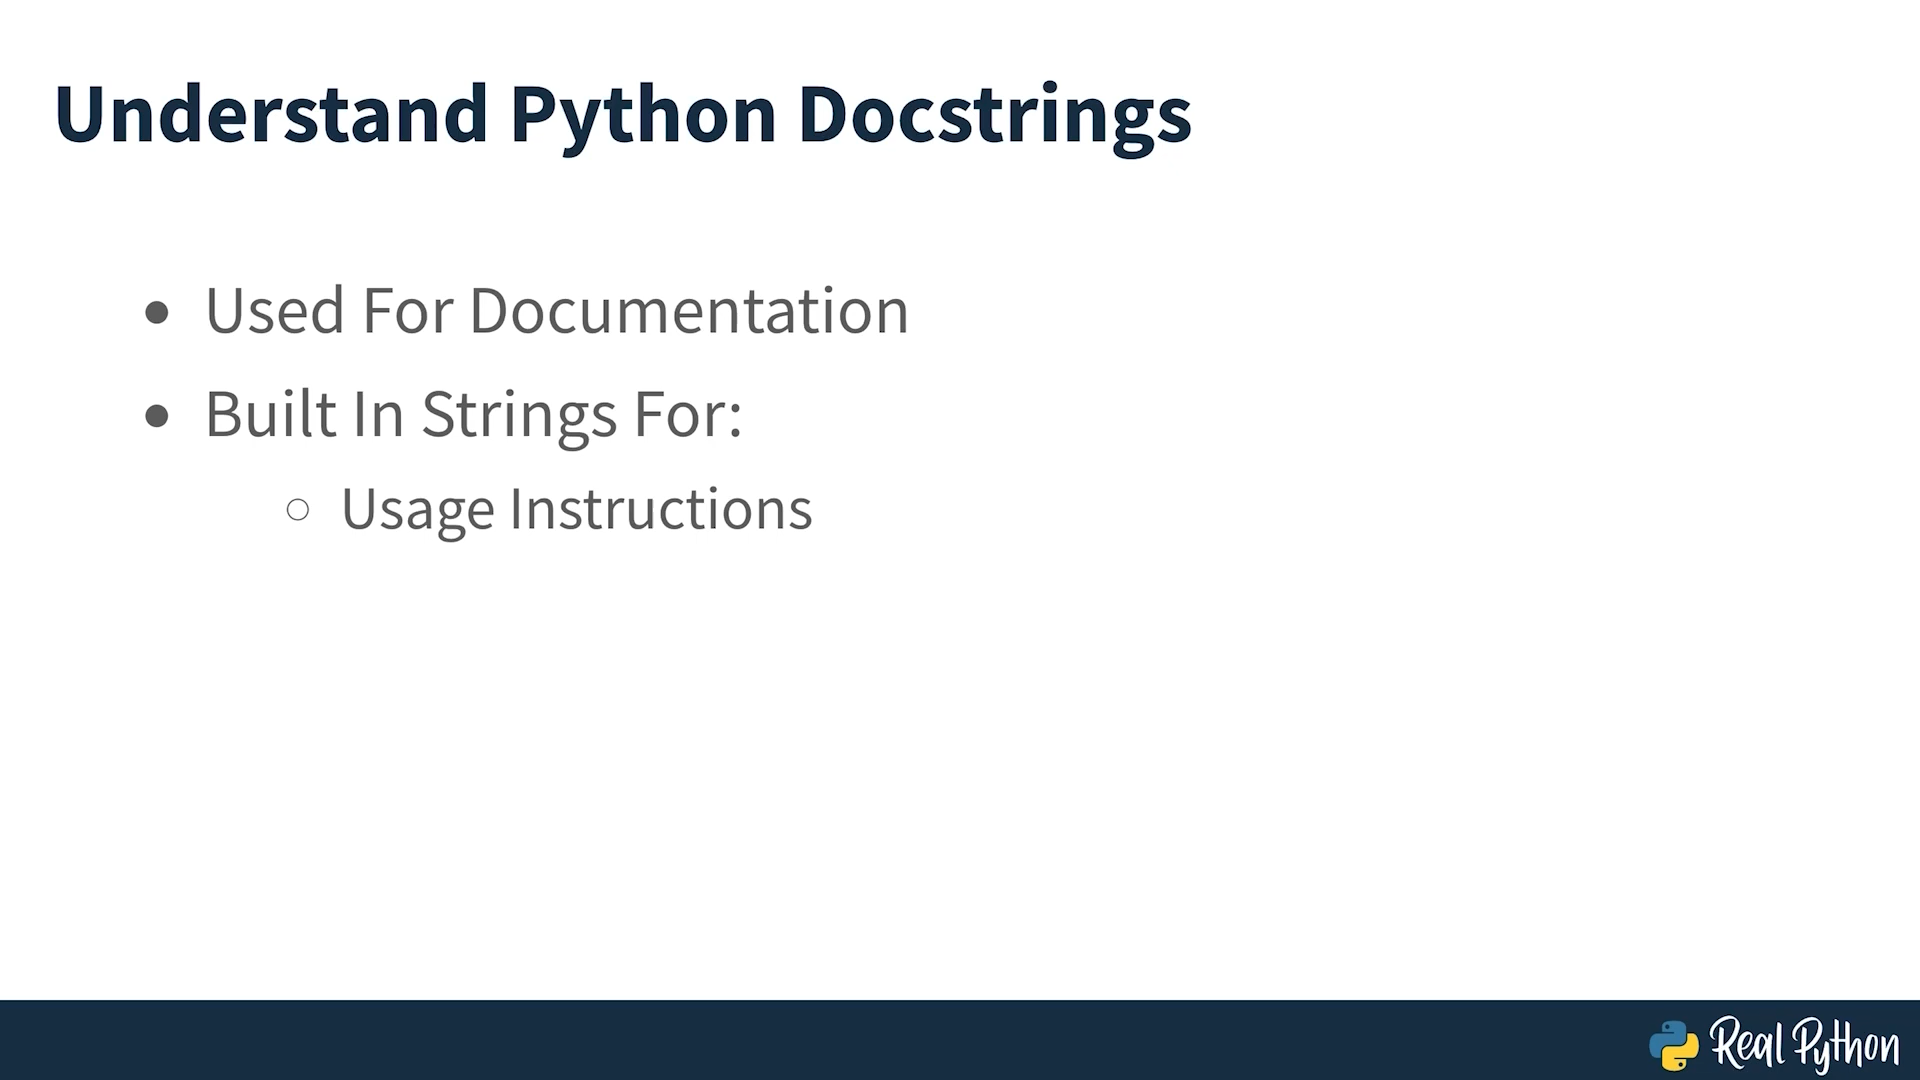 Understand Python Docstrings
• Used For Documentation
• Built In Strings For:
○ Usage Instructions
Real Python